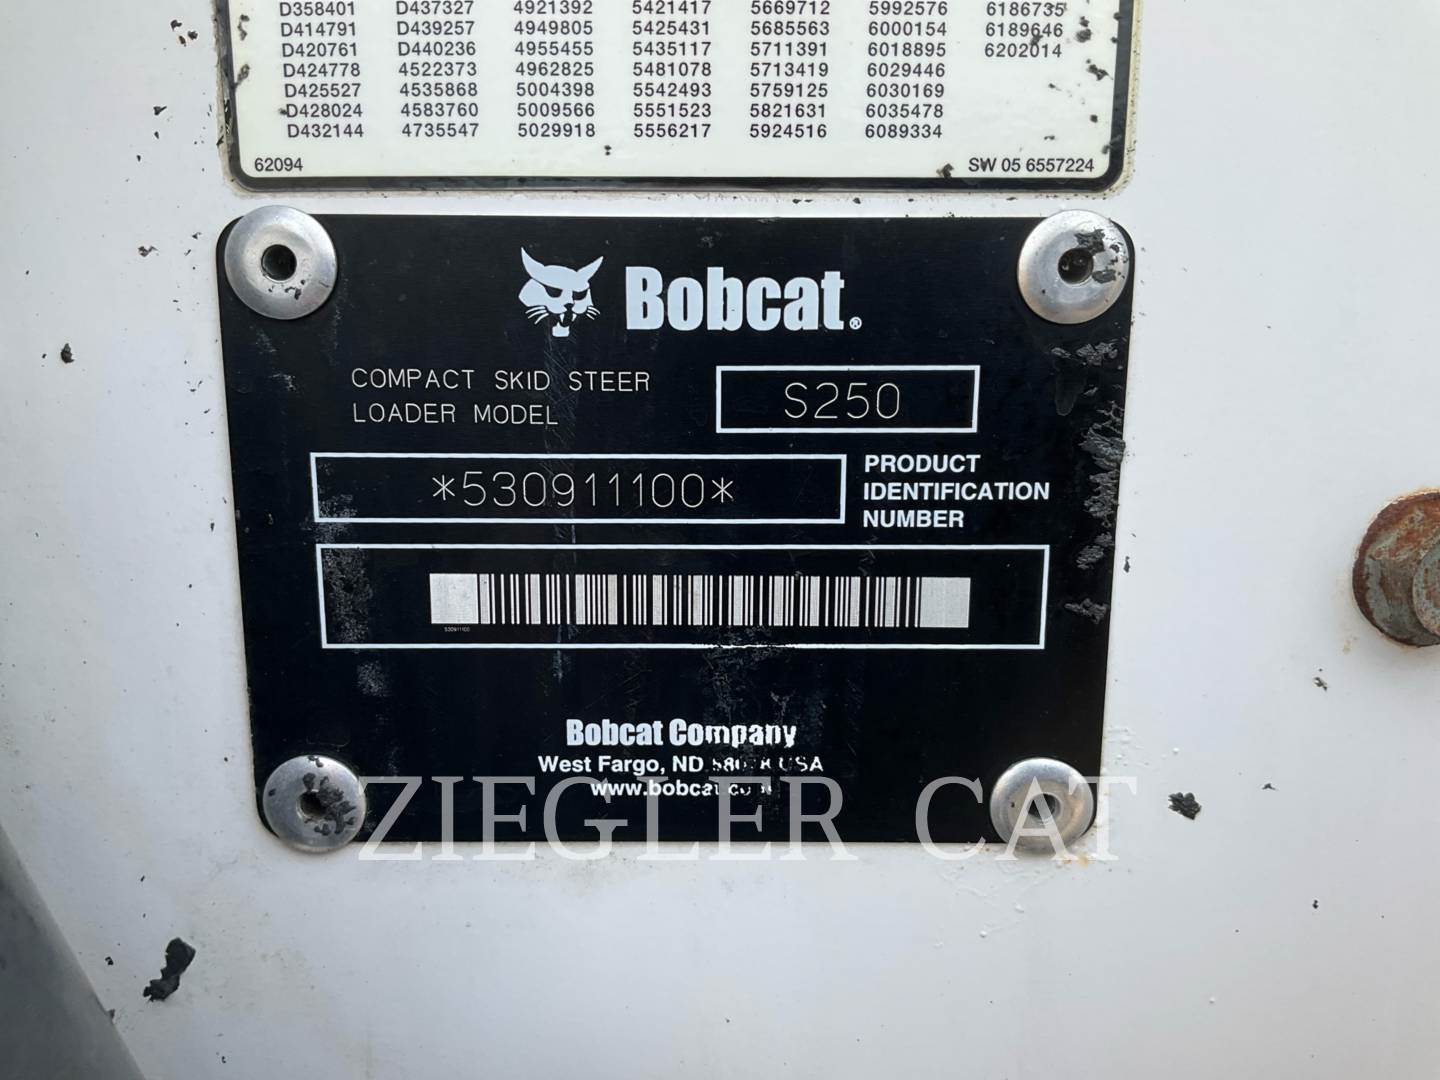 D358401 D437327 4921392 5421417 5669712 5992576 6186735
D414791 D439257 4949805 5425431 5685563 6000154 6189646
D420761 D440236 4955455 5435117 5711391 6018895 6202014
D424778 4522373 4962825 5481078 5713419 6029446
D425527 4535868 5004398 5542493 5759125 6030169
D428024 4583760 5009566 5551523 5821631 6035478
D432144 4735547 5029918 5556217 5924516 6089334
62094 SW 05 6557224
Bobcat®
COMPACT SKID STEER
LOADER MODEL
S250
*530911100*
PRODUCT
IDENTIFICATION
NUMBER
530911100
Bobcat Company
West Fargo, ND USA
ZIEGLER CAT